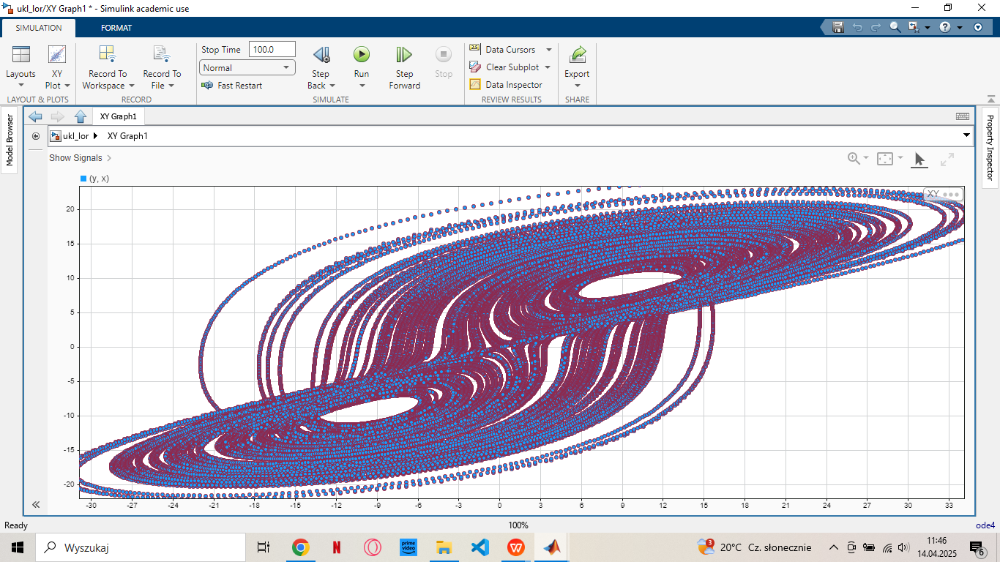 ukl_lor/XY Graph1 * - Simulink academic use
SIMULATION FORMAT
Stop Time 100.0
Normal
Fast Restart
Layouts
XY Plot
Record To Workspace
Record To File
Step Back
Run
Step Forward
Stop
Data Cursors
Clear Subplot
Data Inspector
Export
LAYOUT & PLOTS RECORD SIMULATE REVIEW RESULTS SHARE
Model Browser
XY Graph1
ukl_lor XY Graph1
Property Inspector
Show Signals
(y, x)
XY
20
15
10
5
0
-5
-10
-15
-20
-30 -27 -24 -21 -18 -15 -12 -9 -6 -3 0 3 6 9 12 15 18 21 24 27 30 33
Ready 100% ode4
Wyszukaj
prime video
3
20°C Cz. słonecznie
11:46
14.04.2025
6